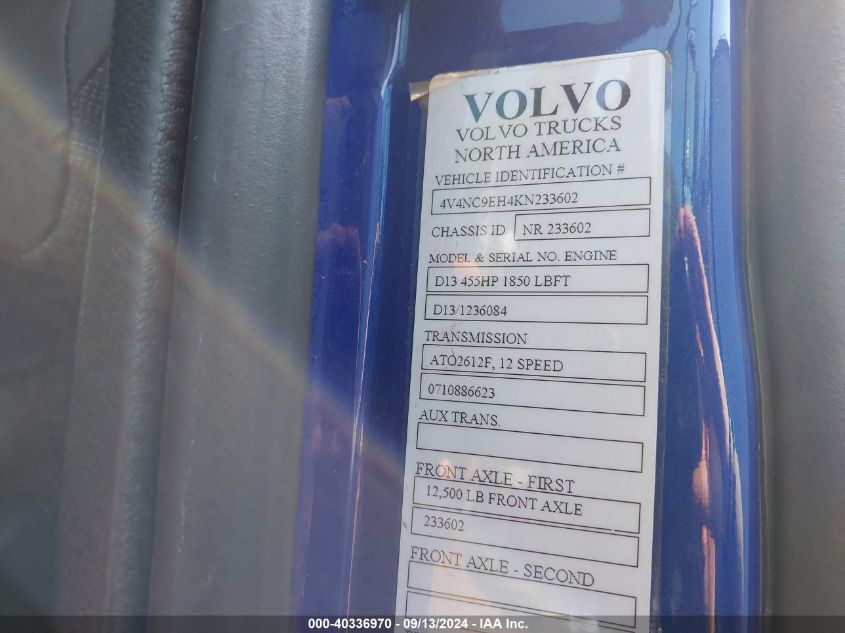 VOLVO
VOLVO TRUCKS
NORTH AMERICA
VEHICLE IDENTIFICATION #
4V4NC9EH4KN233602
CHASSIS ID NR 233602
MODEL & SERIAL NO. ENGINE
D13 455HP 1850 LBFT
D13/1236084
TRANSMISSION
ATO2612F, 12 SPEED
0710886623
AUX TRANS.
FRONT AXLE - FIRST
12,500 LB FRONT AXLE
233602
FRONT AXLE - SECOND
000-40336970 - 09/13/2024 - IAA Inc.